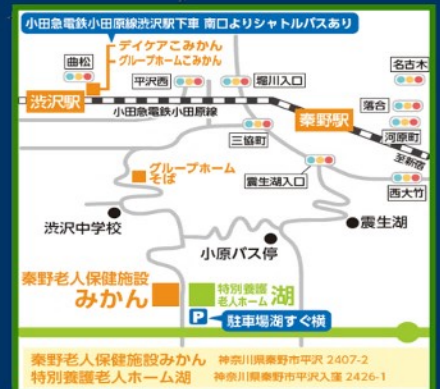 小田急電鉄小田原線渋沢駅下車 南口よりシャトルバスあり
デイケアこみかん
グループホームこみかん
曲松
名古木
平沢西
堀川入口
渋沢駅
落合
小田急電鉄小田原線
秦野駅
河原町
三協町
至新宿
グループホーム
そば
震生湖入口
西大竹
渋沢中学校
震生湖
小原バス停
秦野老人保健施設
みかん
特別養護
老人ホーム 湖
P 駐車場湖すぐ横
秦野老人保健施設みかん 神奈川県秦野市平沢 2407-2
特別養護老人ホーム湖 神奈川県秦野市平沢入窪 2426-1